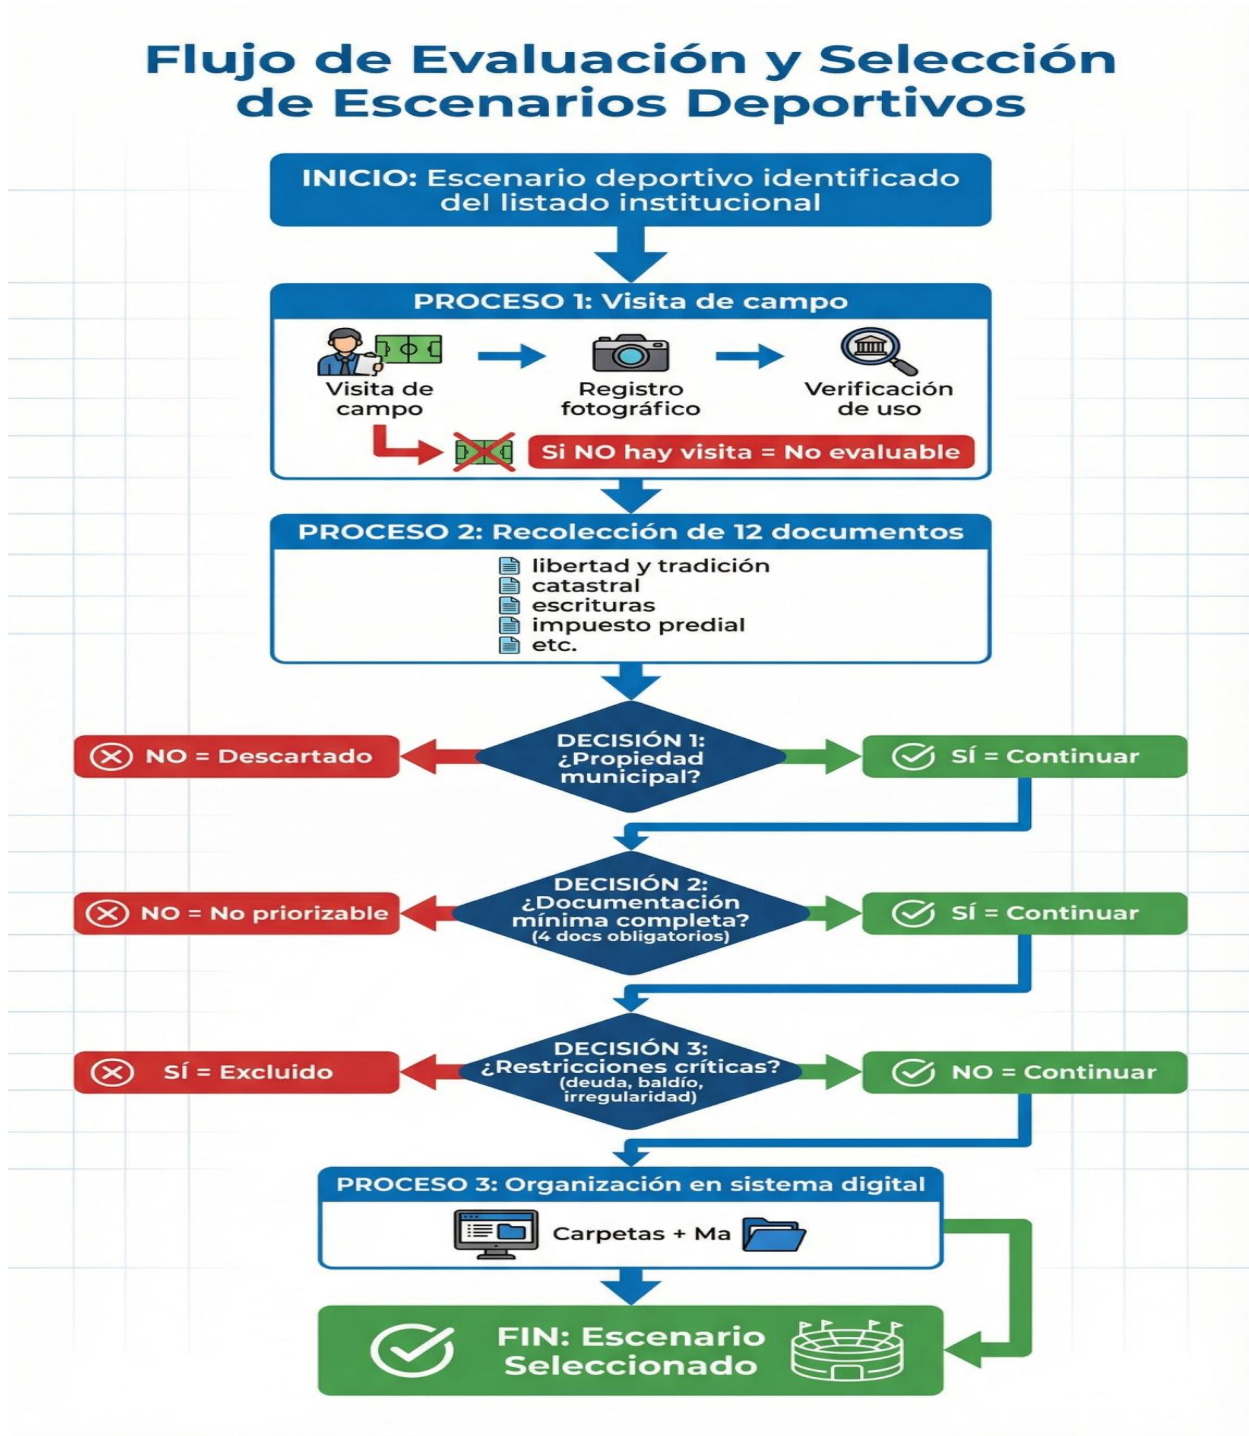 Flujo de Evaluación y Selección
de Escenarios Deportivos
INICIO: Escenario deportivo identificado
del listado institucional
PROCESO 1: Visita de campo
Visita de
campo
Registro
fotográfico
Verificación
de uso
Si NO hay visita = No evaluable
PROCESO 2: Recolección de 12 documentos
libertad y tradición
catastral
escrituras
impuesto predial
etc.
DECISIÓN 1:
¿Propiedad
municipal?
NO = Descartado
SÍ = Continuar
DECISIÓN 2:
¿Documentación
mínima completa?
(4 docs obligatorios)
NO = No priorizable
SÍ = Continuar
DECISIÓN 3:
¿Restricciones críticas?
(deuda, baldío,
irregularidad)
SÍ = Excluido
NO = Continuar
PROCESO 3: Organización en sistema digital
Carpetas + Ma
FIN: Escenario
Seleccionado